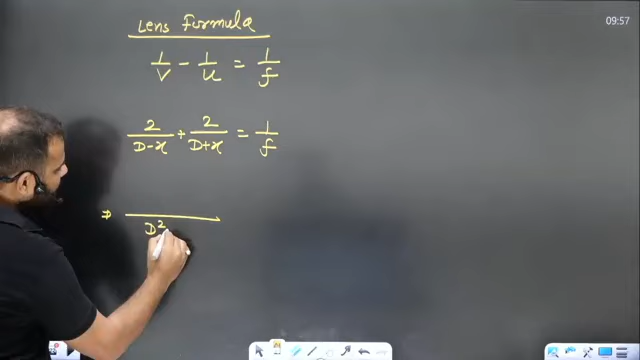 09:57
Lens Formula
1/V - 1/u = 1/f
2/D-x + 2/D+x = 1/f
⇒ /D²